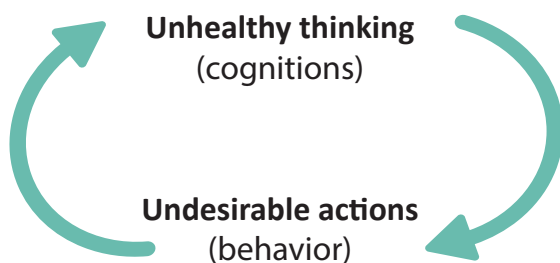 Unhealthy thinking
(cognitions)
Undesirable actions
(behavior)